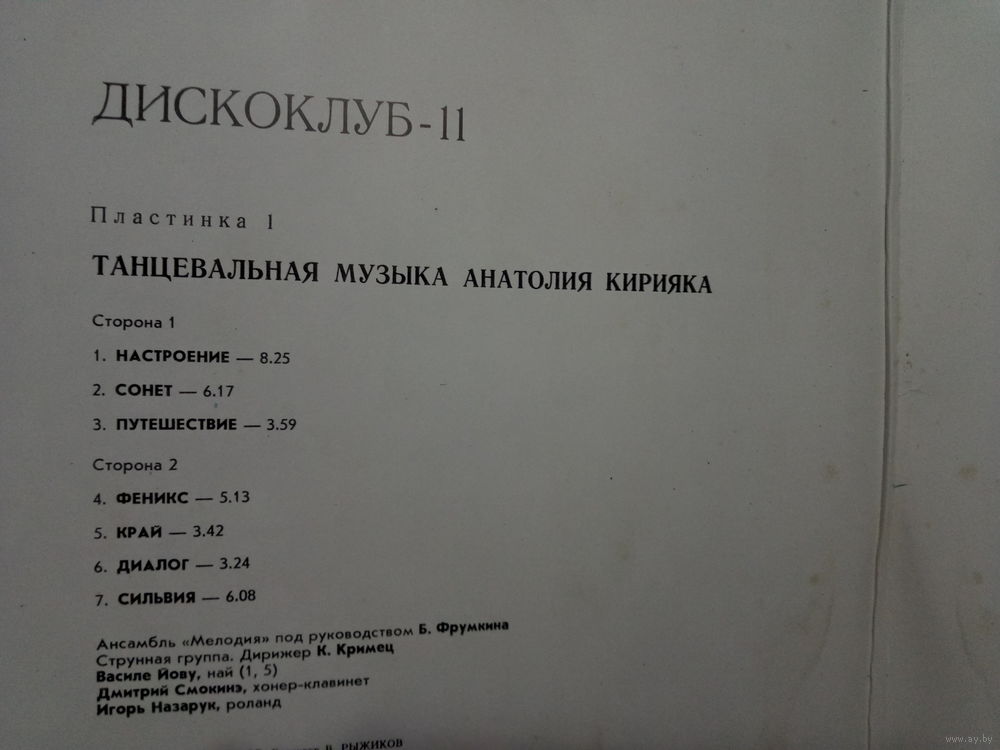 ДИСКОКЛУБ-11
Пластинка 1
ТАНЦЕВАЛЬНАЯ МУЗЫКА АНАТОЛИЯ КИРИЯКА
Сторона 1
1. НАСТРОЕНИЕ — 8.25
2. СОНЕТ — 6.17
3. ПУТЕШЕСТВИЕ — 3.59
Сторона 2
4. ФЕНИКС — 5.13
5. КРАЙ — 3.42
6. ДИАЛОГ — 3.24
7. СИЛЬВИЯ — 6.08
Ансамбль «Мелодия» под руководством Б. Фрумкина
Струнная группа. Дирижер К. Кримец
Василе Йову, най (1, 5)
Дмитрий Смокинэ, хонер-клавинет
Игорь Назарук, роланд
В. РЫЖИКОВ
www.ay.by